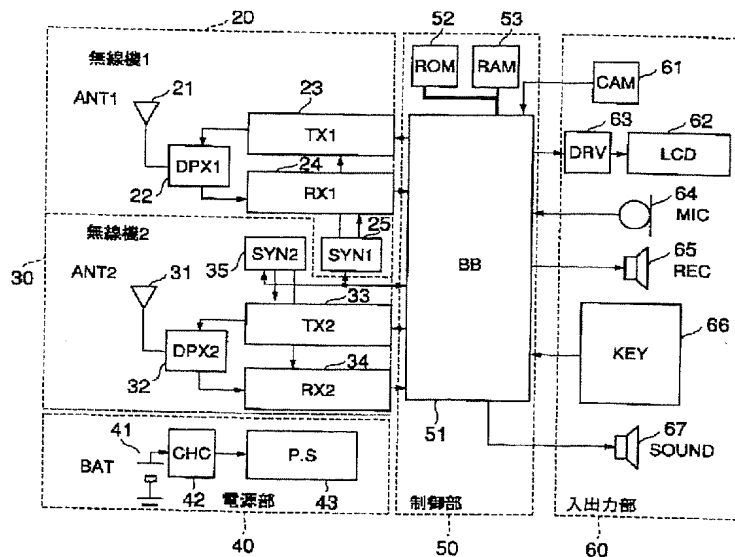 20
52
53
無線機1
ROM
RAM
CAM
61
ANT1
21
23
63
62
TX1
DRV
LCD
24
DPX1
22
RX1
64
MIC
無線機2
25
30
35
SYN2
SYN1
BB
65
REC
ANT2
31
33
TX2
66
DPX2
34
KEY
32
RX2
51
67
41
BAT
CHC
P.S
SOUND
42
電源部
43
制御部
入出力部
40
50
60